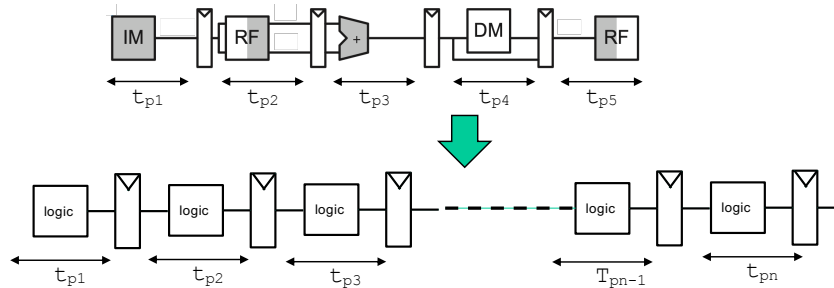 IM RF + DM RF
tp1 tp2 tp3 tp4 tp5
logic logic logic logic logic
tp1 tp2 tp3 Tpn-1 tpn